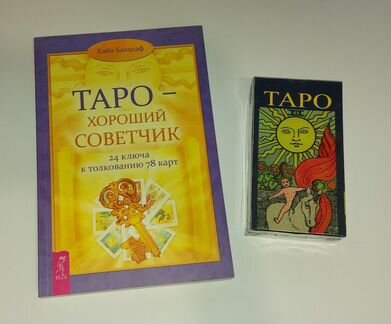 Хайо Банцхаф
ТАРО –
ХОРОШИЙ
СОВЕТЧИК
24 ключа
к толкованию 78 карт
ТАРО